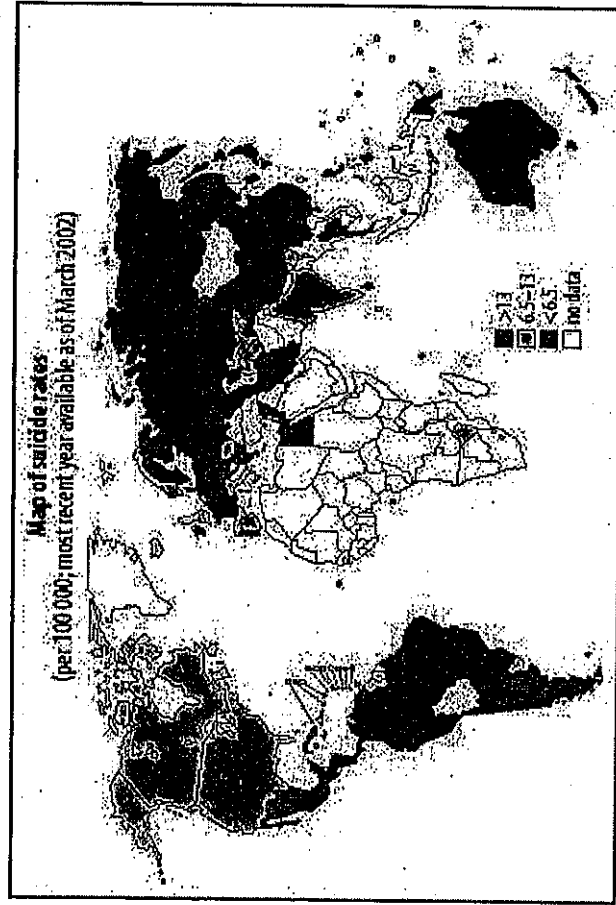 Map of suicide rates
(per 100 000; most recent year available as of March 2002)
>13
6.5–13
<6.5
no data